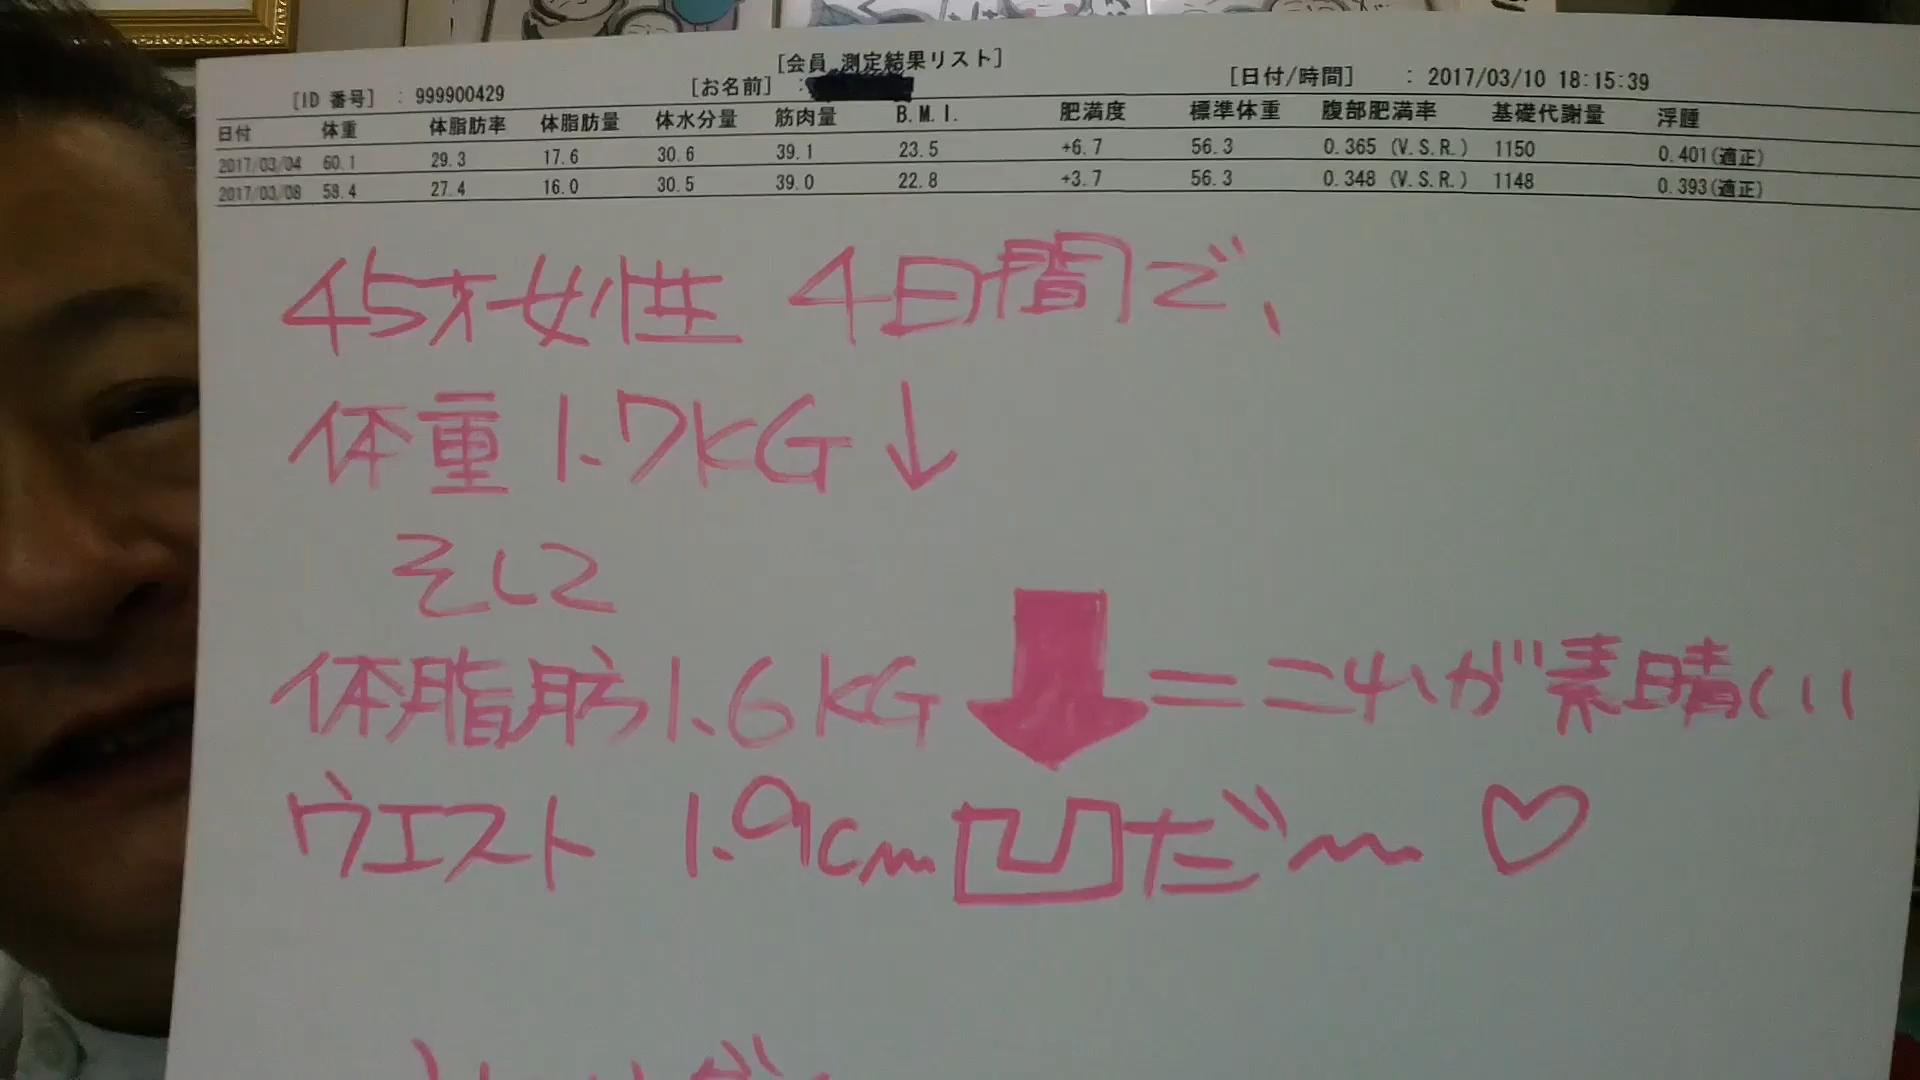 [会員 測定結果リスト]
[ID 番号] : 999900429 [お名前] : [日付/時間] : 2017/03/10 18:15:39
日付 体重 体脂肪率 体脂肪量 体水分量 筋肉量 B.M.I. 肥満度 標準体重 腹部肥満率 基礎代謝量 浮腫
2017/03/04 60.1 29.3 17.6 30.6 39.1 23.5 +6.7 56.3 0.365 (V.S.R.) 1150 0.401(適正)
2017/03/08 58.4 27.4 16.0 30.5 39.0 22.8 +3.7 56.3 0.348 (V.S.R.) 1148 0.393(適正)
45才女性 4日間で、
体重 1.7KG↓
そして
体脂肪 1.6KG ↓ = これが素晴しい
ウエスト 1.9cm 凹だ〜 ♡